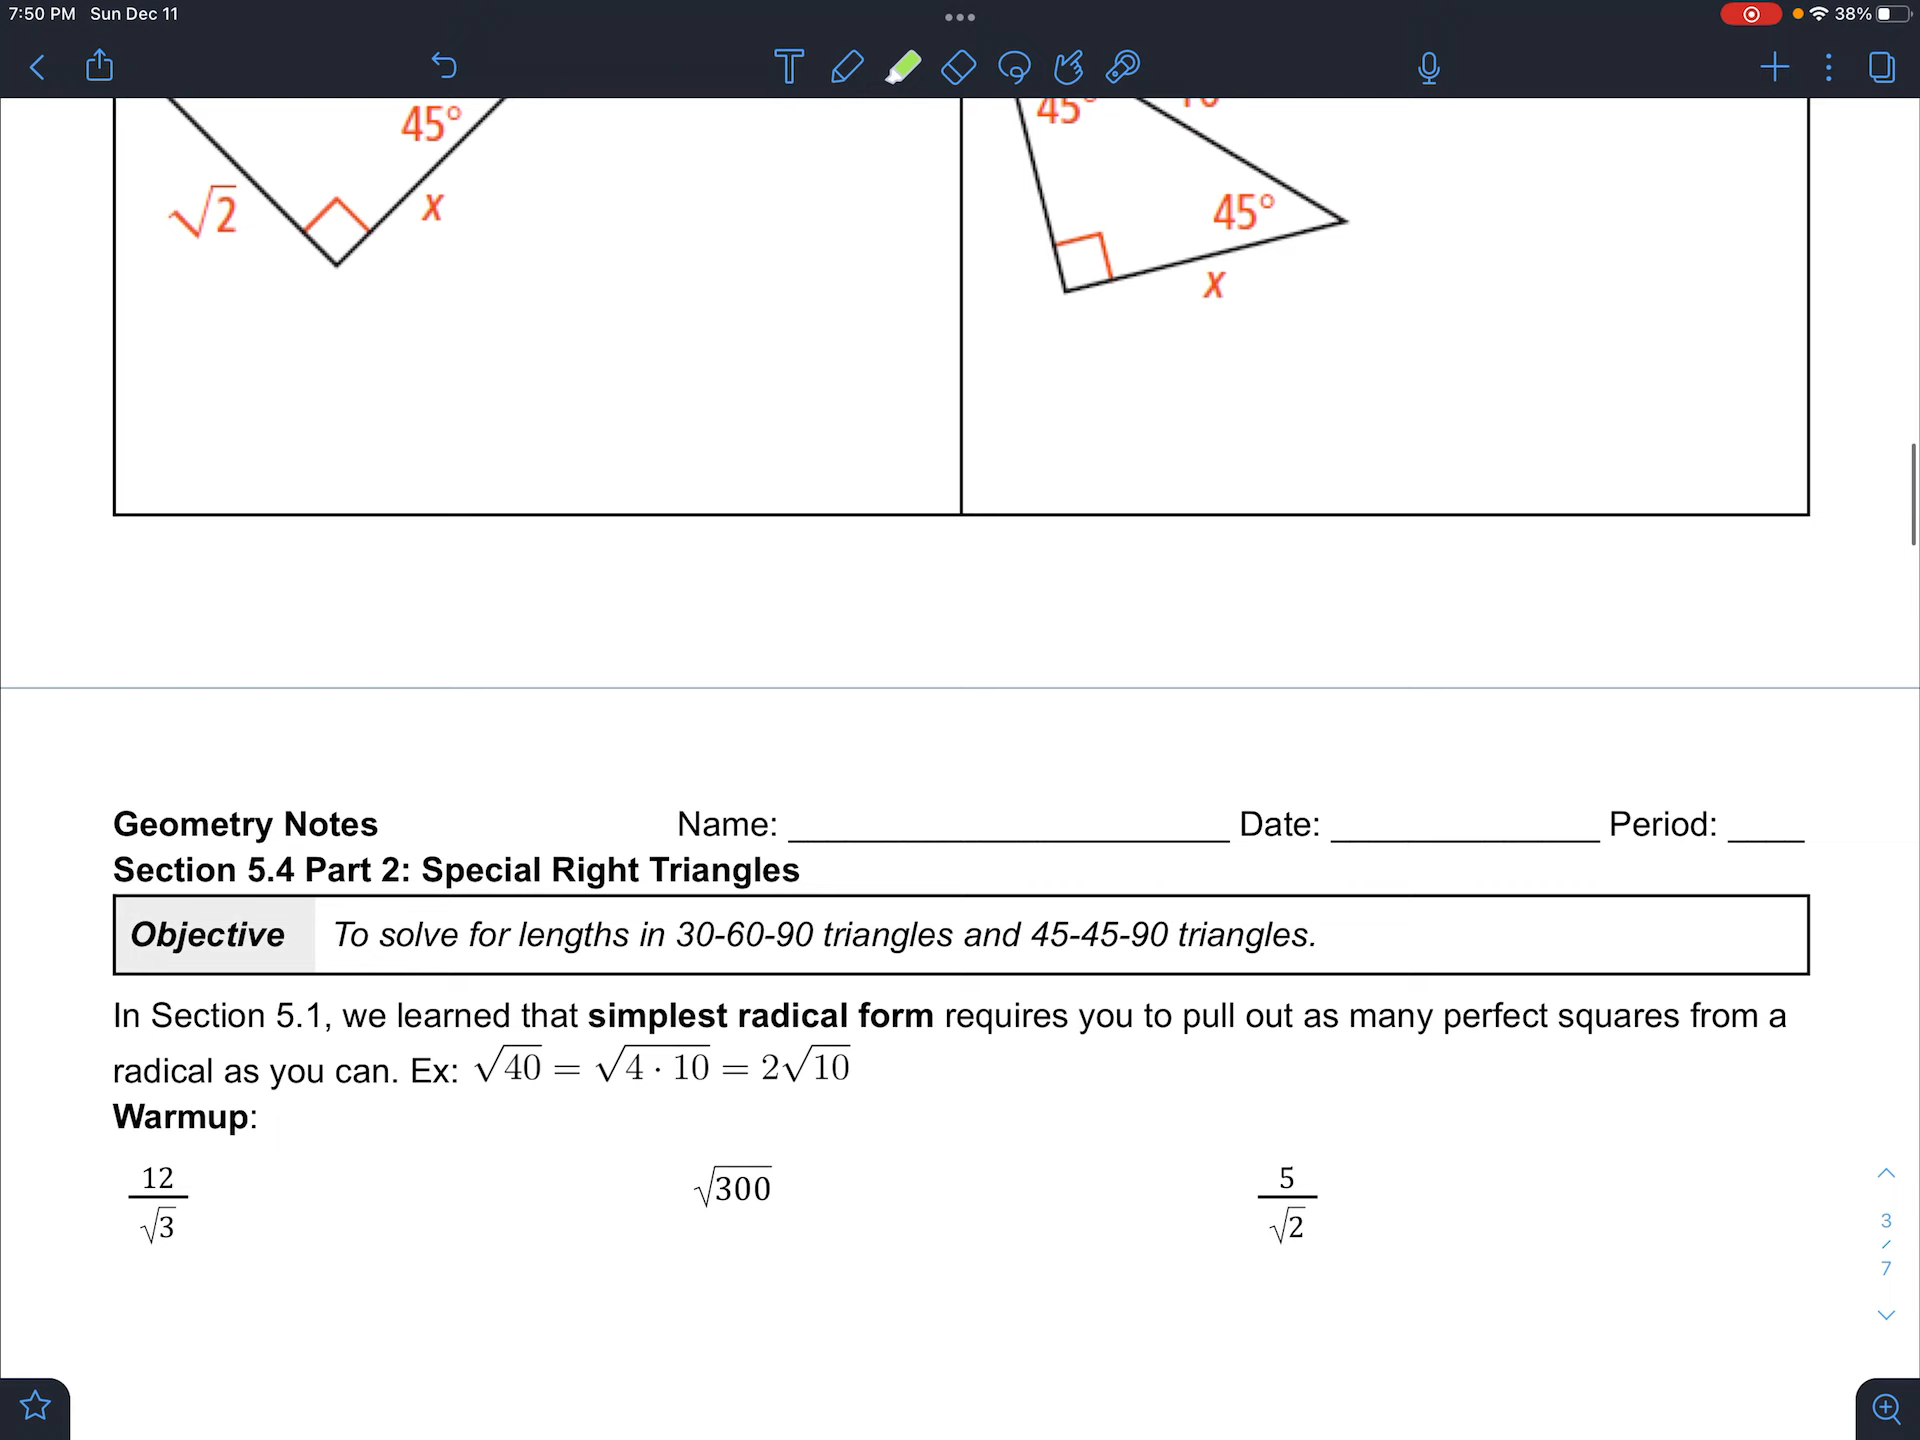 7:50 PM Sun Dec 11
38%
45°
√2
x
45°
45°
x
Geometry Notes Name: ______ Date: ______ Period: ____
Section 5.4 Part 2: Special Right Triangles
Objective To solve for lengths in 30-60-90 triangles and 45-45-90 triangles.
In Section 5.1, we learned that simplest radical form requires you to pull out as many perfect squares from a
radical as you can. Ex: √40 = √4 · 10 = 2√10
Warmup:
12/√3 √300 5/√2
3
/
7